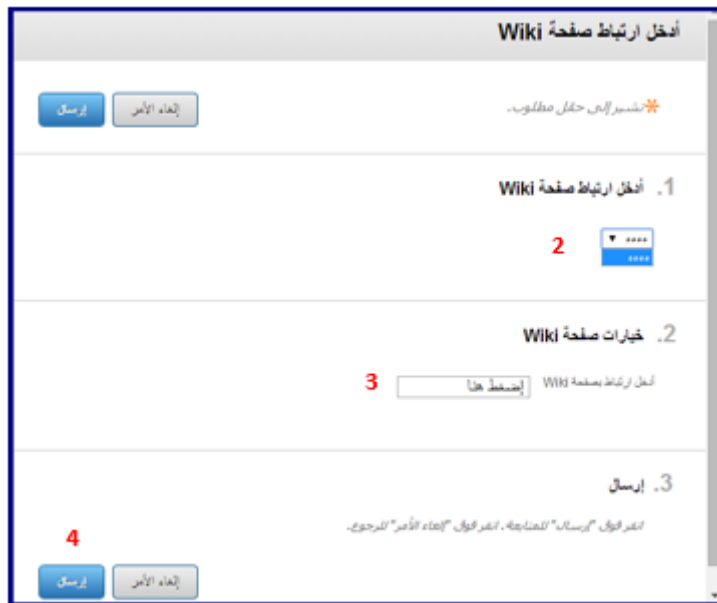 أدخل ارتباط صفحة Wiki
*تشير إلى حقل مطلوب.
إلغاء الأمر إرسال
1. أدخل ارتباط صفحة Wiki
2
2. خيارات صفحة Wiki
أدخل ارتباط بصفحة Wiki إضغط هنا 3
3. إرسال
انقر فوق "إرسال" للمتابعة. انقر فوق "إلغاء الأمر" للرجوع.
4
إلغاء الأمر إرسال